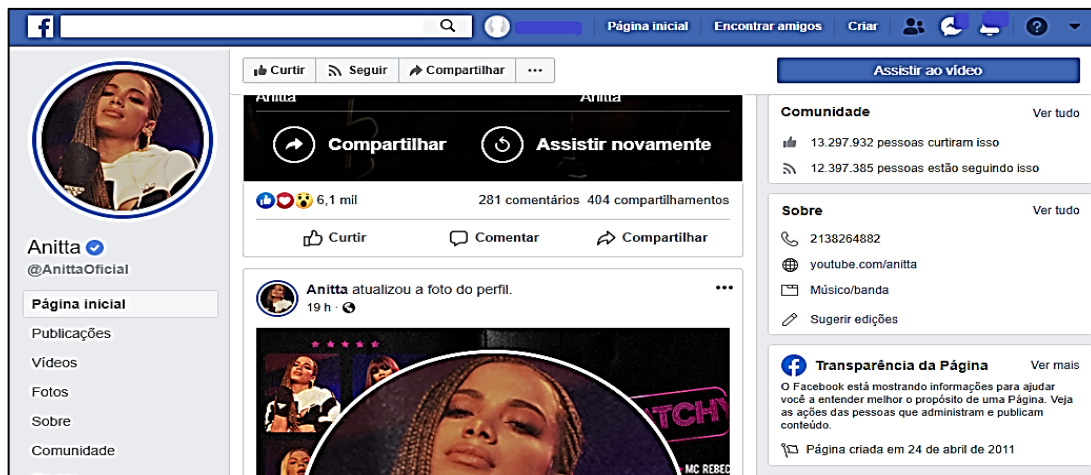 f
Página inicial Encontrar amigos Criar
Curtir Seguir Compartilhar ...
Assistir ao vídeo
Anitta
@AnittaOficial
Página inicial
Publicações
Vídeos
Fotos
Sobre
Comunidade
Anitta Anitta
Compartilhar Assistir novamente
6,1 mil 281 comentários 404 compartilhamentos
Curtir Comentar Compartilhar
Anitta atualizou a foto do perfil.
19 h ·
MC REBEC
Comunidade Ver tudo
13.297.932 pessoas curtiram isso
12.397.385 pessoas estão seguindo isso
Sobre Ver tudo
2138264882
youtube.com/anitta
Músico/banda
Sugerir edições
Transparência da Página Ver mais
O Facebook está mostrando informações para ajudar
você a entender melhor o propósito de uma Página. Veja
as ações das pessoas que administram e publicam
conteúdo.
Página criada em 24 de abril de 2011